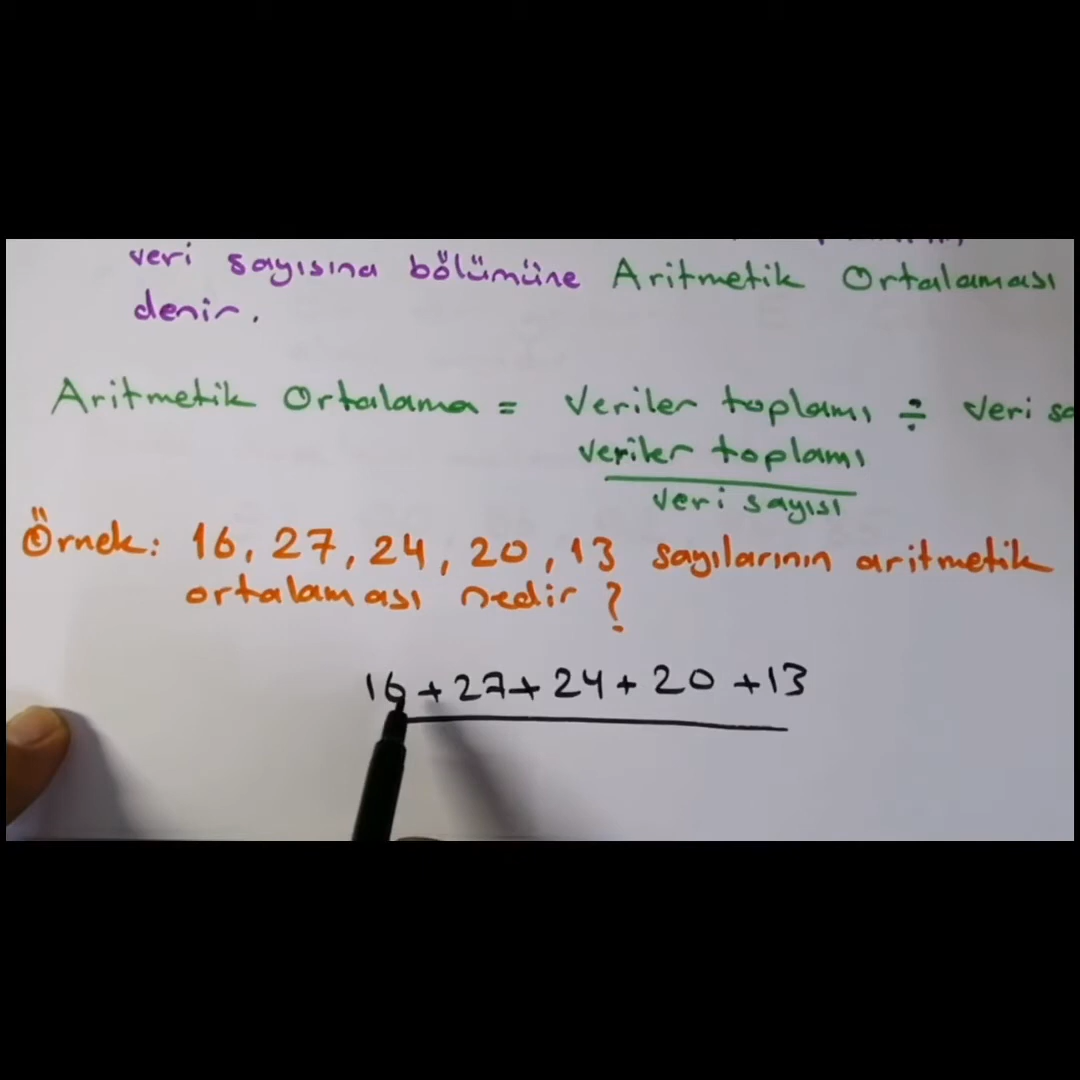 veri sayısına bölümüne Aritmetik Ortalaması
denir.
Aritmetik Ortalama = Veriler toplamı ÷ veri
veriler toplamı
veri sayısı
Örnek: 16, 27, 24, 20, 13 sayılarının aritmetik
ortalaması nedir ?
16 + 27 + 24 + 20 + 13